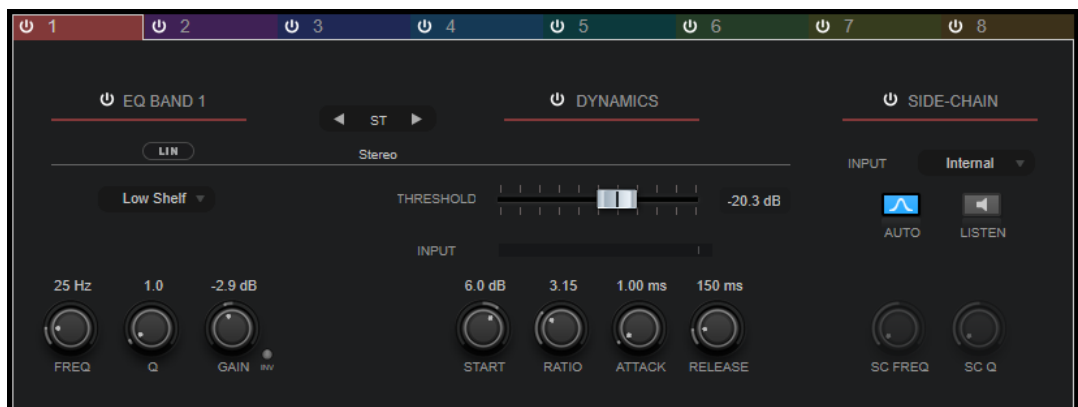 1 2 3 4 5 6 7 8
EQ BAND 1 ST DYNAMICS SIDE-CHAIN
LIN Stereo INPUT Internal
Low Shelf THRESHOLD -20.3 dB
AUTO LISTEN
INPUT
25 Hz 1.0 -2.9 dB 6.0 dB 3.15 1.00 ms 150 ms
FREQ Q GAIN INV START RATIO ATTACK RELEASE SC FREQ SC Q